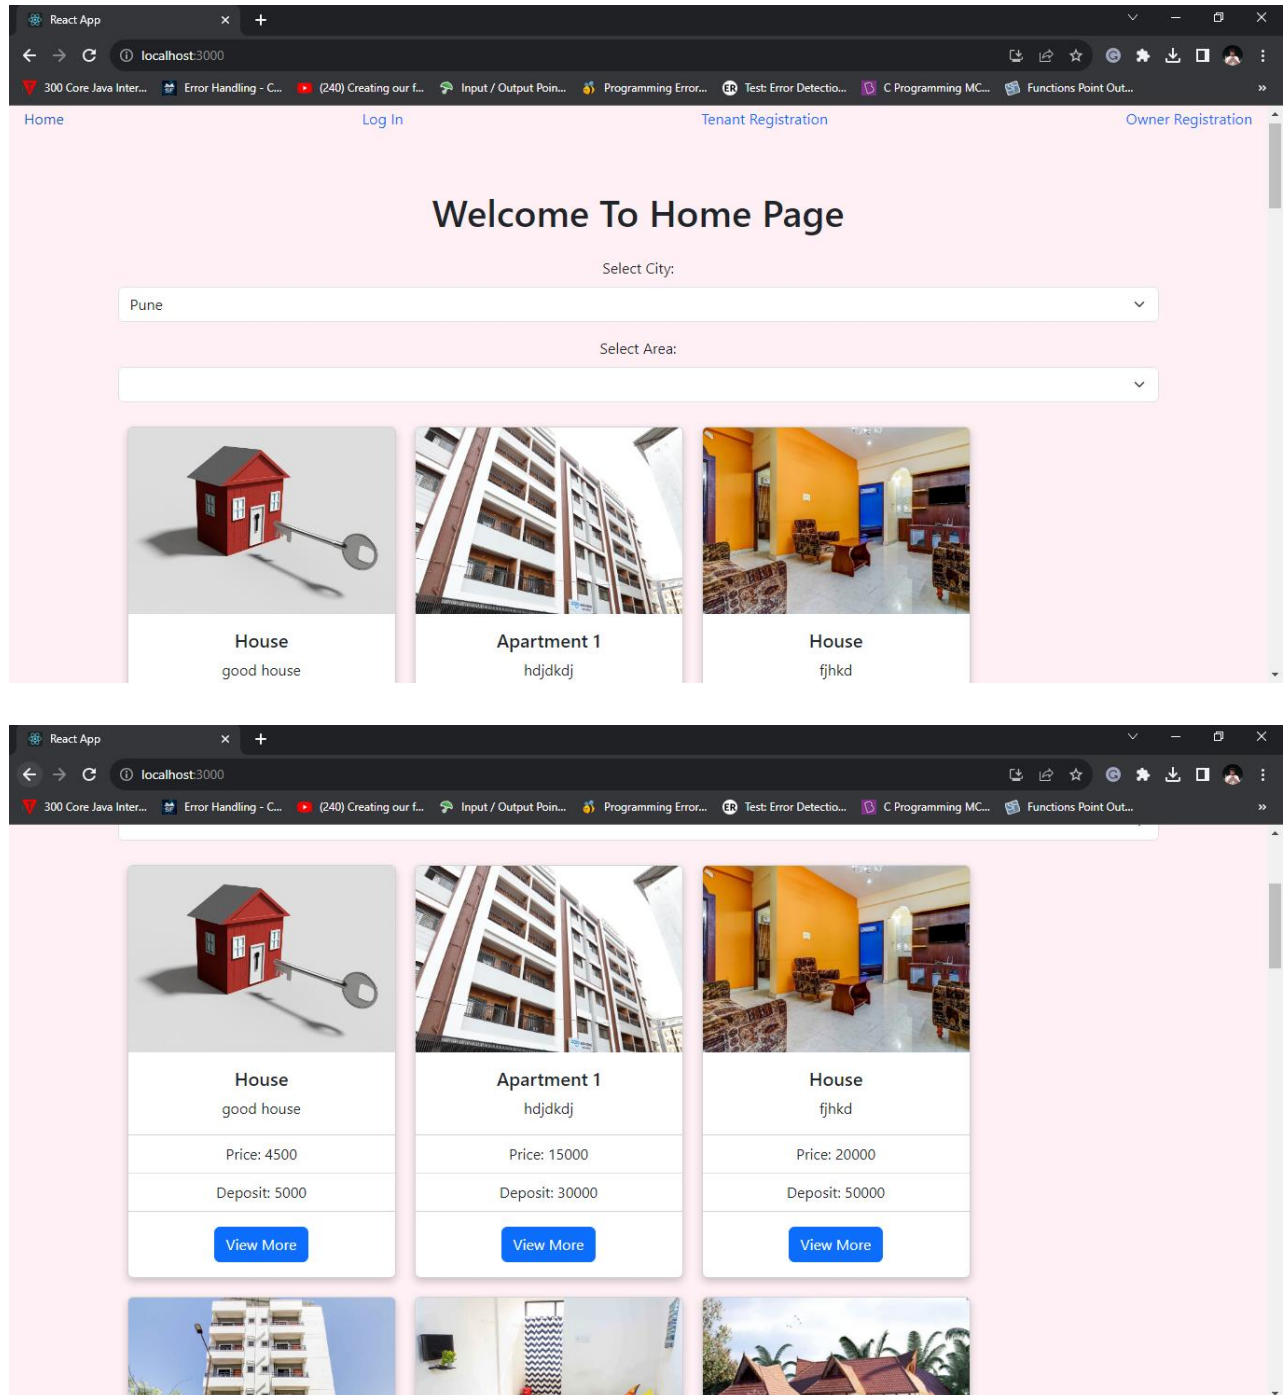 React App
localhost:3000
300 Core Java Inter... Error Handling - C... (240) Creating our f... Input / Output Poin... Programming Error... ER Test: Error Detectio... C Programming MC... Functions Point Out... »
Home Log In Tenant Registration Owner Registration
Welcome To Home Page
Select City:
Pune
Select Area:
House Apartment 1 House
good house hdjdkdj fjhkd
React App
localhost:3000
300 Core Java Inter... Error Handling - C... (240) Creating our f... Input / Output Poin... Programming Error... ER Test: Error Detectio... C Programming MC... Functions Point Out... »
House Apartment 1 House
good house hdjdkdj fjhkd
Price: 4500 Price: 15000 Price: 20000
Deposit: 5000 Deposit: 30000 Deposit: 50000
View More View More View More